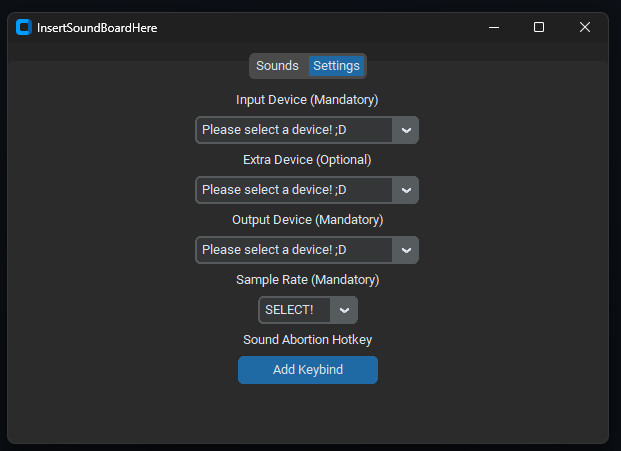 InsertSoundBoardHere
Sounds Settings
Input Device (Mandatory)
Please select a device! ;D
Extra Device (Optional)
Please select a device! ;D
Output Device (Mandatory)
Please select a device! ;D
Sample Rate (Mandatory)
SELECT!
Sound Abortion Hotkey
Add Keybind